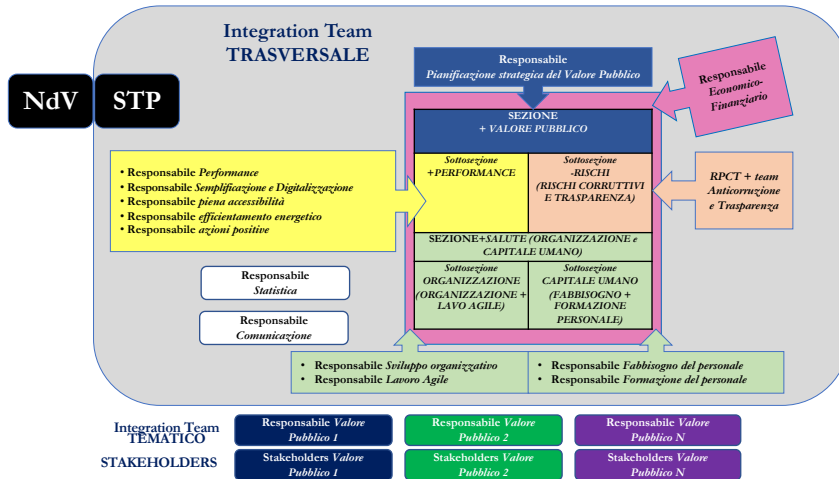 Integration Team
TRASVERSALE
Responsabile
Pianificazione strategica del Valore Pubblico
Responsabile
Economico-
Finanziario
NdV
STP
SEZIONE
+ VALORE PUBBLICO
• Responsabile Performance
• Responsabile Semplificazione e Digitalizzazione
• Responsabile piena accessibilità
• Responsabile efficientamento energetico
• Responsabile azioni positive
Sottosezione
+PERFORMANCE
Sottosezione
-RISCHI
(RISCHI CORRUTTIVI
E TRASPARENZA)
RPCT + team
Anticorruzione
e Trasparenza
SEZIONE+SALUTE (ORGANIZZAZIONE e
CAPITALE UMANO)
Responsabile
Statistica
Sottosezione
ORGANIZZAZIONE
(ORGANIZZAZIONE +
LAVO AGILE)
Sottosezione
CAPITALE UMANO
(FABBISOGNO +
FORMAZIONE
PERSONALE)
Responsabile
Comunicazione
• Responsabile Sviluppo organizzativo
• Responsabile Lavoro Agile
• Responsabile Fabbisogno del personale
• Responsabile Formazione del personale
Integration Team
TEMATICO
Responsabile Valore
Pubblico 1
Responsabile Valore
Pubblico 2
Responsabile Valore
Pubblico N
STAKEHOLDERS
Stakeholders Valore
Pubblico 1
Stakeholders Valore
Pubblico 2
Stakeholders Valore
Pubblico N